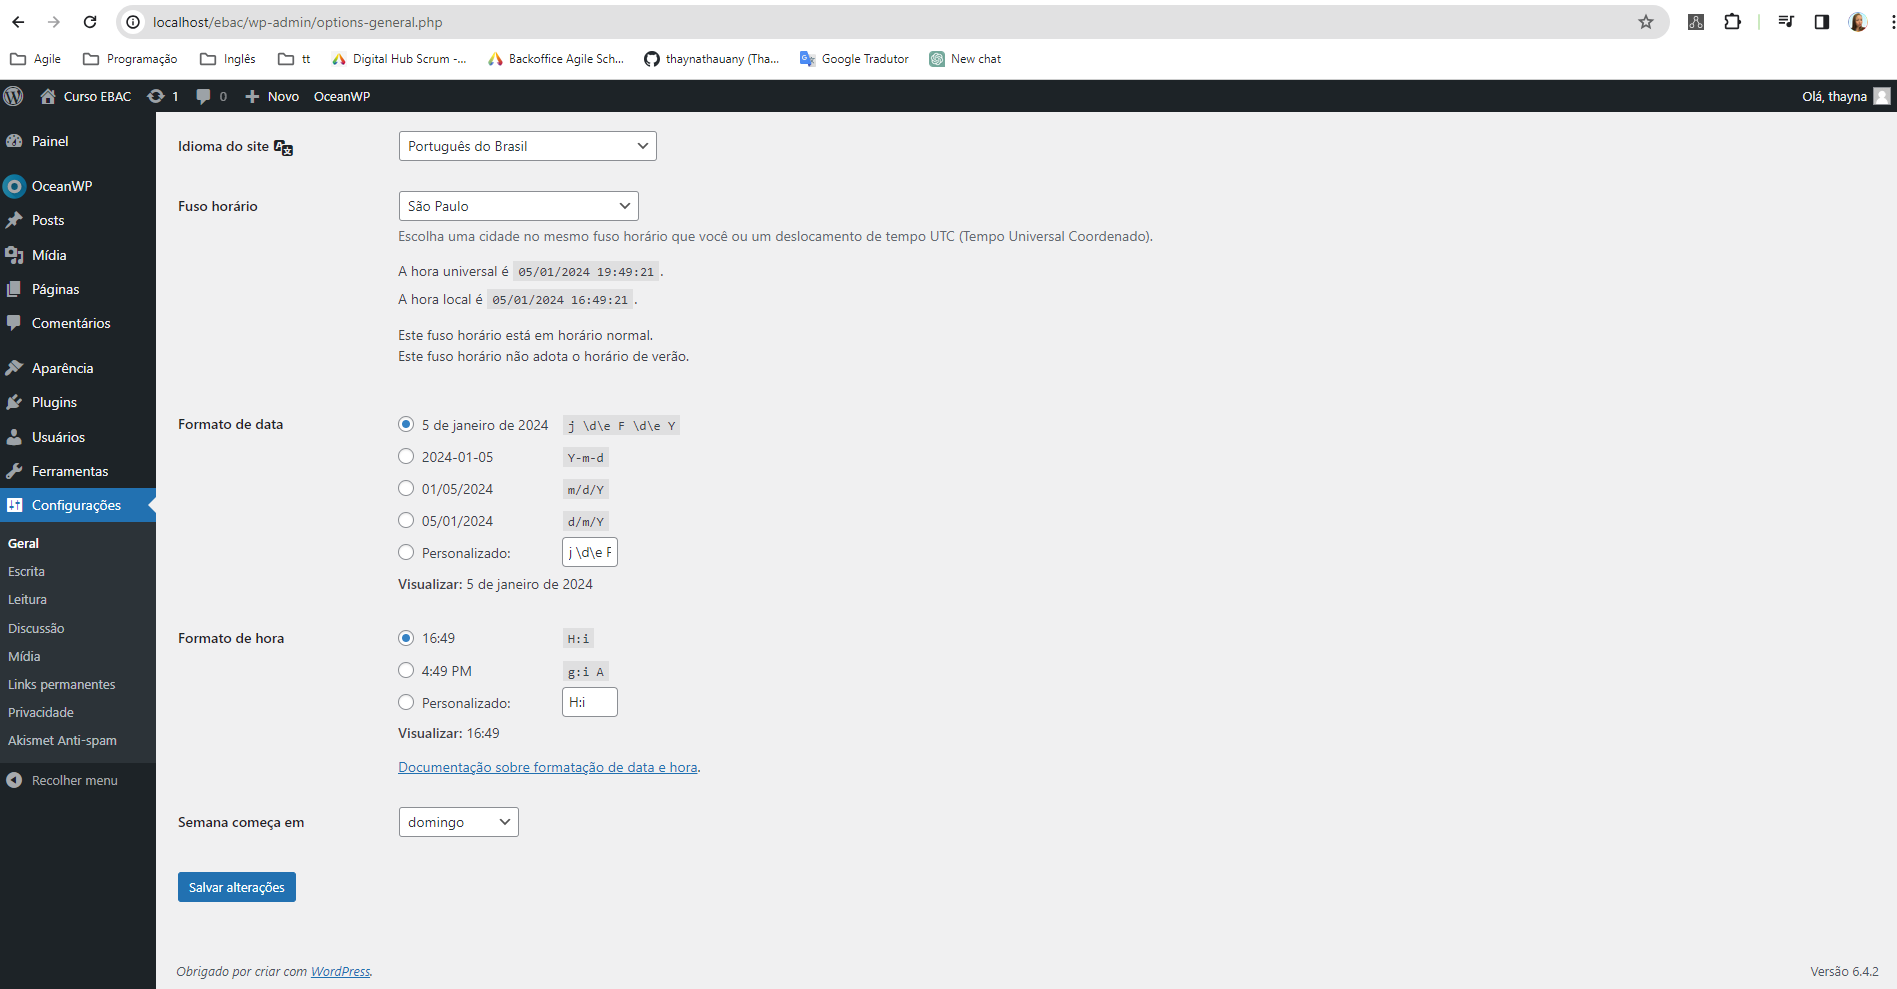 localhost/ebac/wp-admin/options-general.php
Agile Programação Inglês tt Digital Hub Scrum -... Backoffice Agile Sch... thaynathauany (Tha... Google Tradutor New chat
Curso EBAC 1 0 Novo OceanWP Olá, thayna
Painel
OceanWP
Posts
Mídia
Páginas
Comentários
Aparência
Plugins
Usuários
Ferramentas
Configurações
Geral
Escrita
Leitura
Discussão
Mídia
Links permanentes
Privacidade
Akismet Anti-spam
Recolher menu
Idioma do site Português do Brasil
Fuso horário São Paulo
Escolha uma cidade no mesmo fuso horário que você ou um deslocamento de tempo UTC (Tempo Universal Coordenado).
A hora universal é 05/01/2024 19:49:21 .
A hora local é 05/01/2024 16:49:21 .
Este fuso horário está em horário normal.
Este fuso horário não adota o horário de verão.
Formato de data 5 de janeiro de 2024 j \d\e F \d\e Y
2024-01-05 Y-m-d
01/05/2024 m/d/Y
05/01/2024 d/m/Y
Personalizado: j \d\e F
Visualizar: 5 de janeiro de 2024
Formato de hora 16:49 H:i
4:49 PM g:i A
Personalizado: H:i
Visualizar: 16:49
Documentação sobre formatação de data e hora.
Semana começa em domingo
Salvar alterações
Obrigado por criar com WordPress. Versão 6.4.2